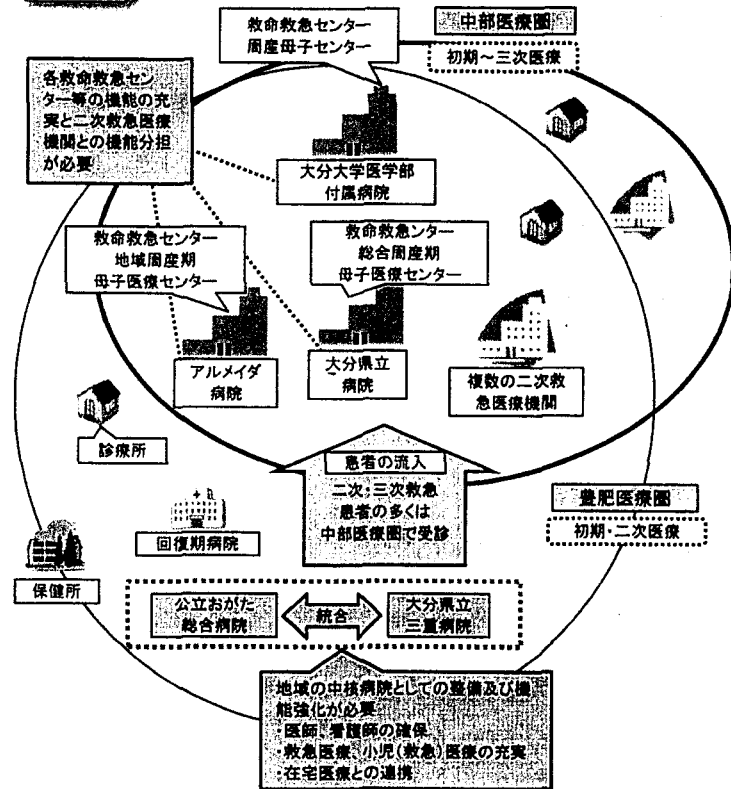 救命救急センター
周産母子センター
中部医療圏
初期～三次医療
各救命救急セン
ター等の機能の充
実と二次救急医療
機関との機能分担
が必要
大分大学医学部
付属病院
救命救急センター
地域周産期
母子医療センター
救命救急ンター
総合周産期
母子医療センター
アルメイダ
病院
大分県立
病院
複数の二次救
急医療機関
診療所
患者の流入
二次・三次救急
患者の多くは
中部医療圏で受診
豊肥医療圏
初期・二次医療
回復期病院
保健所
公立おがた
総合病院
統合
大分県立
三重病院
地域の中核病院としての整備及び機
能強化が必要
・医師、看護師の確保
・救急医療、小児(救急)医療の充実
・在宅医療との連携